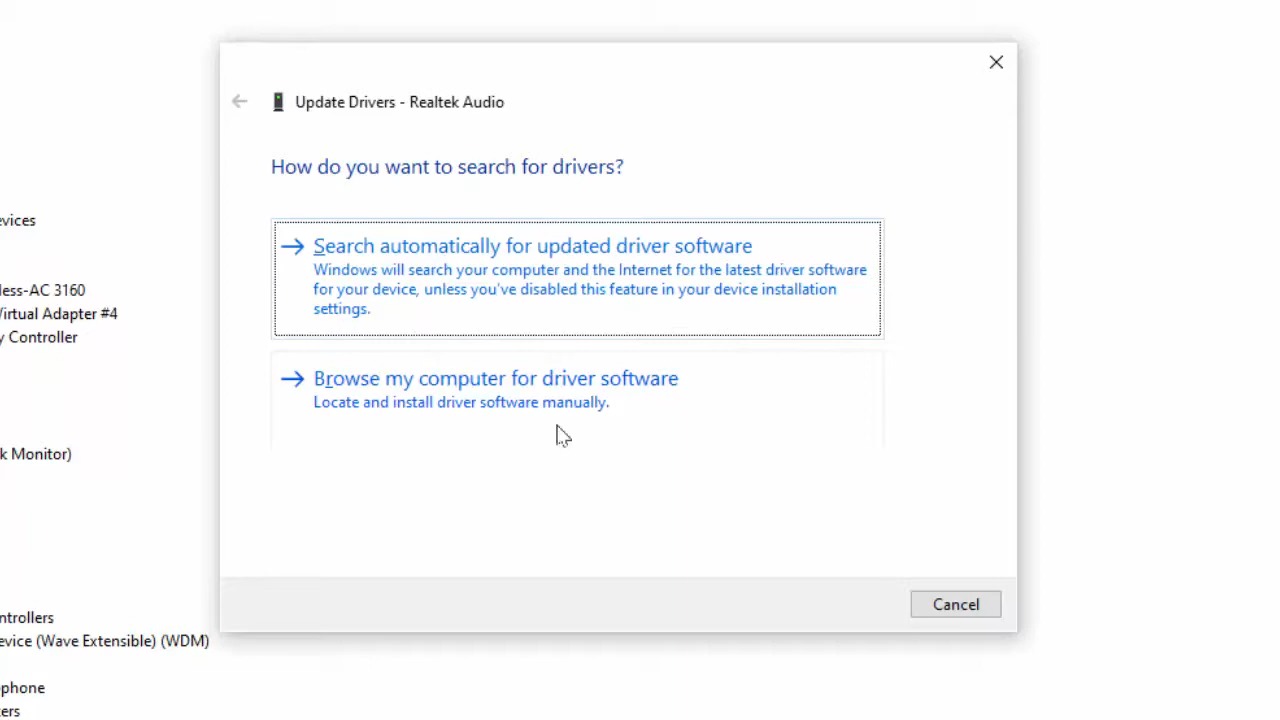 Update Drivers - Realtek Audio
How do you want to search for drivers?
Search automatically for updated driver software
Windows will search your computer and the Internet for the latest driver software
for your device, unless you've disabled this feature in your device installation
settings.
Browse my computer for driver software
Locate and install driver software manually.
Cancel
evices
less-AC 3160
Virtual Adapter #4
y Controller
k Monitor)
ntrollers
evice (Wave Extensible) (WDM)
ophone
kers